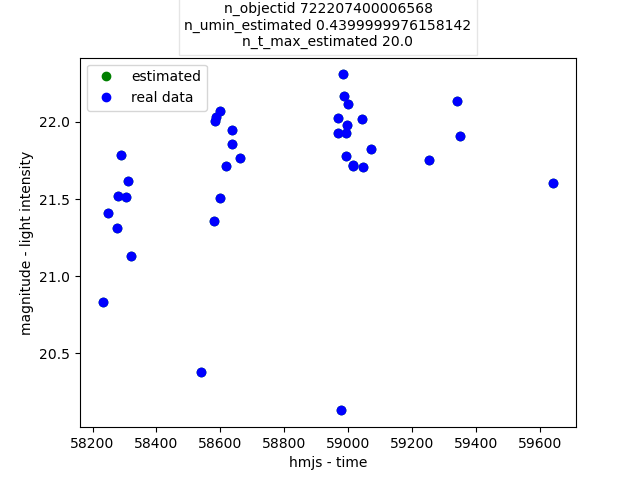 n_objectid 722207400006568
n_umin_estimated 0.4399999976158142
n_t_max_estimated 20.0
estimated
real data
22.0
21.5
21.0
20.5
magnitude - light intensity
58200 58400 58600 58800 59000 59200 59400 59600
hmjs - time